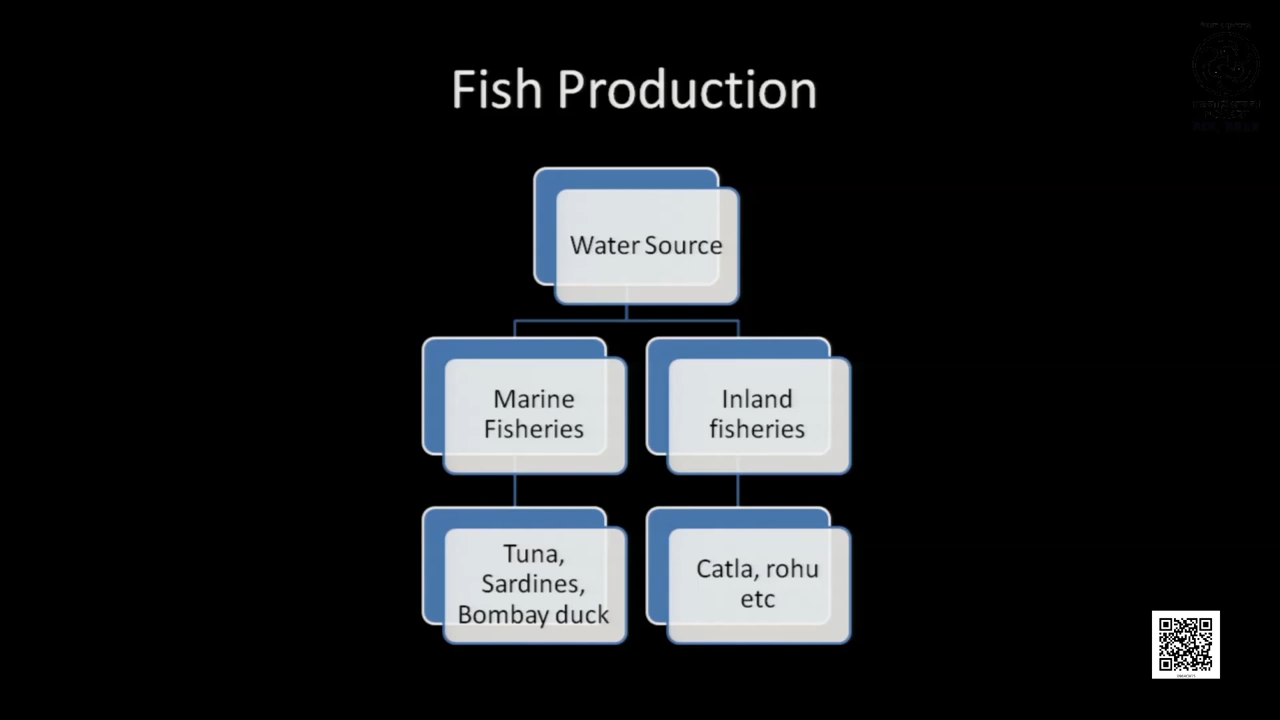 Fish Production
Water Source
Marine
Fisheries
Inland
fisheries
Tuna,
Sardines,
Bombay duck
Catla, rohu
etc